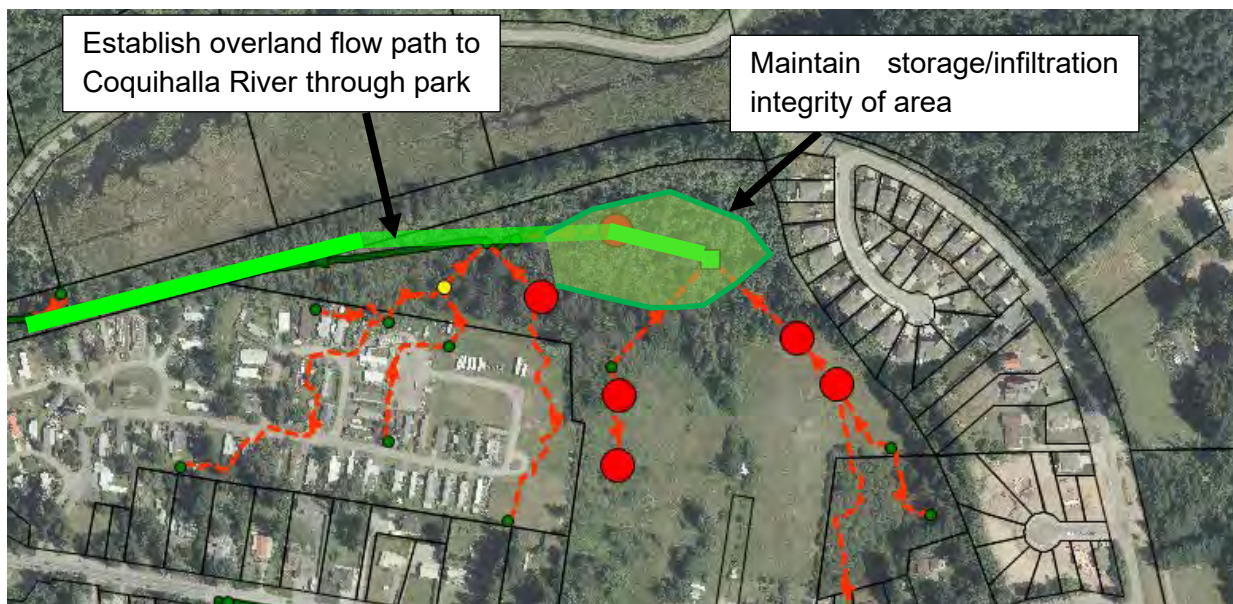 Establish overland flow path to
Coquihalla River through park
Maintain storage/infiltration
integrity of area